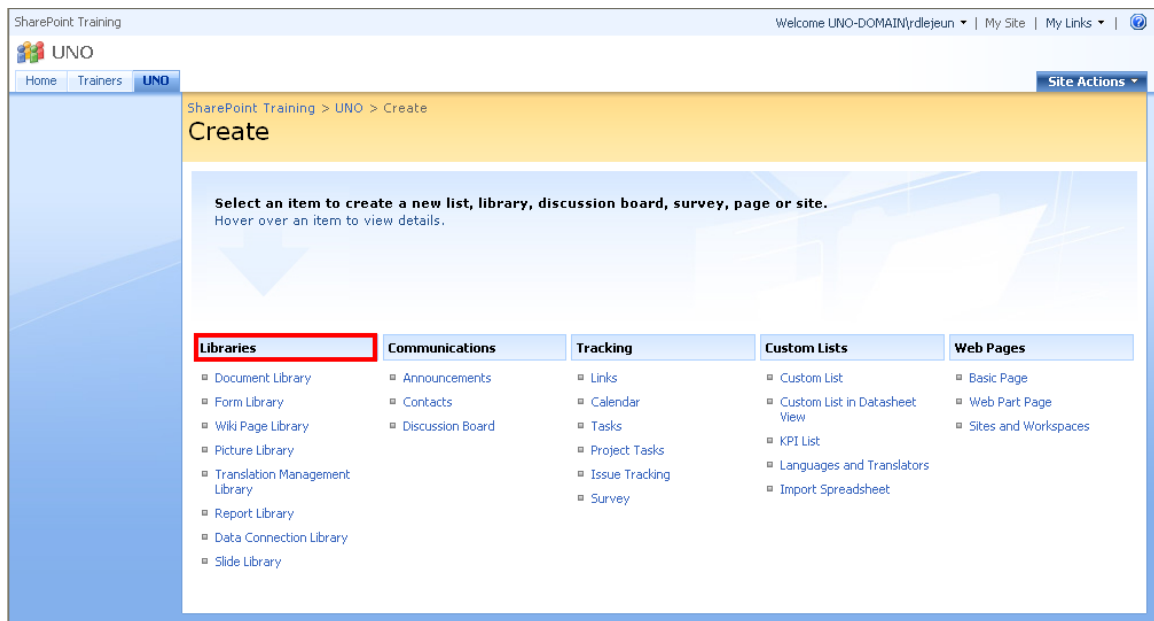 SharePoint Training
Welcome UNO-DOMAIN\rdlejeun | My Site | My Links |
UNO
Home Trainers UNO
Site Actions
SharePoint Training > UNO > Create
Create
Select an item to create a new list, library, discussion board, survey, page or site.
Hover over an item to view details.
Libraries
Document Library
Form Library
Wiki Page Library
Picture Library
Translation Management
Library
Report Library
Data Connection Library
Slide Library
Communications
Announcements
Contacts
Discussion Board
Tracking
Links
Calendar
Tasks
Project Tasks
Issue Tracking
Survey
Custom Lists
Custom List
Custom List in Datasheet
View
KPI List
Languages and Translators
Import Spreadsheet
Web Pages
Basic Page
Web Part Page
Sites and Workspaces